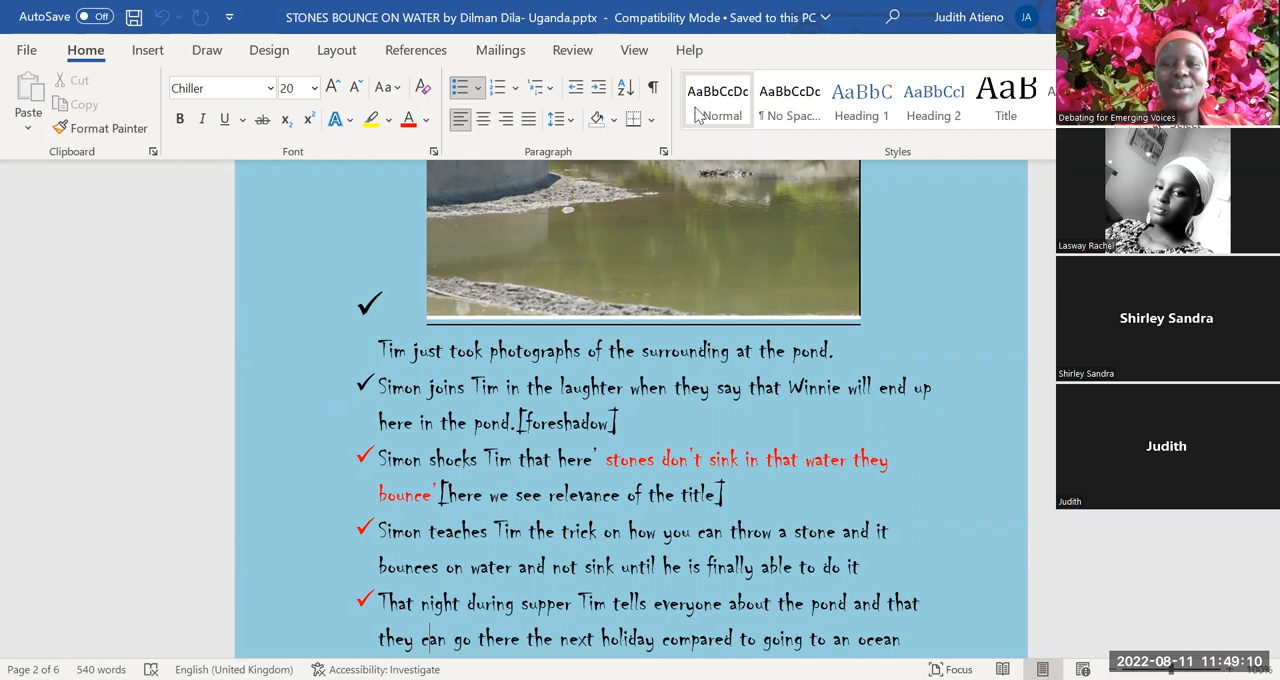 AutoSave Off
STONES BOUNCE ON WATER by Dilman Dila- Uganda.pptx - Compatibility Mode • Saved to this PC
Judith Atieno JA
File Home Insert Draw Design Layout References Mailings Review View Help
Paste
Cut
Copy
Format Painter
Clipboard
Chiller 20
Font
Paragraph
AaBbCcDc AaBbCcDc AaBbC AaBbCcl AaB
Normal ¶ No Spac... Heading 1 Heading 2 Title
Styles
Tim just took photographs of the surrounding at the pond.
Simon joins Tim in the laughter when they say that Winnie will end up
here in the pond.[foreshadow]
Simon shocks Tim that here' stones don't sink in that water they
bounce'[here we see relevance of the title]
Simon teaches Tim the trick on how you can throw a stone and it
bounces on water and not sink until he is finally able to do it
That night during supper Tim tells everyone about the pond and that
they can go there the next holiday compared to going to an ocean
Debating for Emerging Voices
Lasway Rachel
Shirley Sandra
Shirley Sandra
Judith
Judith
Page 2 of 6 540 words English (United Kingdom) Accessibility: Investigate Focus
2022-08-11 11:49:10